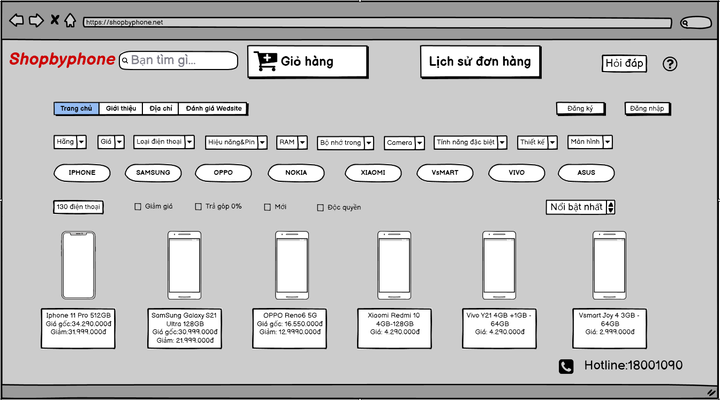 https://shopbyphone.net
Shopbyphone
Bạn tìm gì...
Giỏ hàng
Lịch sử đơn hàng
Hỏi đáp
?
Trang chủ
Giới thiệu
Địa chỉ
Đánh giá Wedsite
Đăng ký
Đăng nhập
Hãng
Giá
Loại điện thoại
Hiệu năng&Pin
RAM
Bộ nhớ trong
Camera
Tính năng đặc biệt
Thiết kế
Màn hình
IPHONE
SAMSUNG
OPPO
NOKIA
XIAOMI
VsMART
VIVO
ASUS
130 điện thoại
Giảm giá
Trả góp 0%
Mới
Độc quyền
Nổi bật nhất
Iphone 11 Pro 512GB
Giá gốc:34.290.000đ
Giảm:31.999.000đ
SamSung Galaxy S21
Ultra 128GB
Giá gốc:30.999.000đ
Giảm: 21.999.000đ
OPPO Reno6 5G
Giá gốc: 16.550.000đ
Giảm: 12.9990.000đ
Xiaomi Redmi 10
4GB-128GB
Giá: 4.290.000đ
Vivo Y21 4GB +1GB -
64GB
Giá: 4.290.000đ
Vsmart Joy 4 3GB -
64GB
Giá: 2.999.000đ
Hotline:18001090